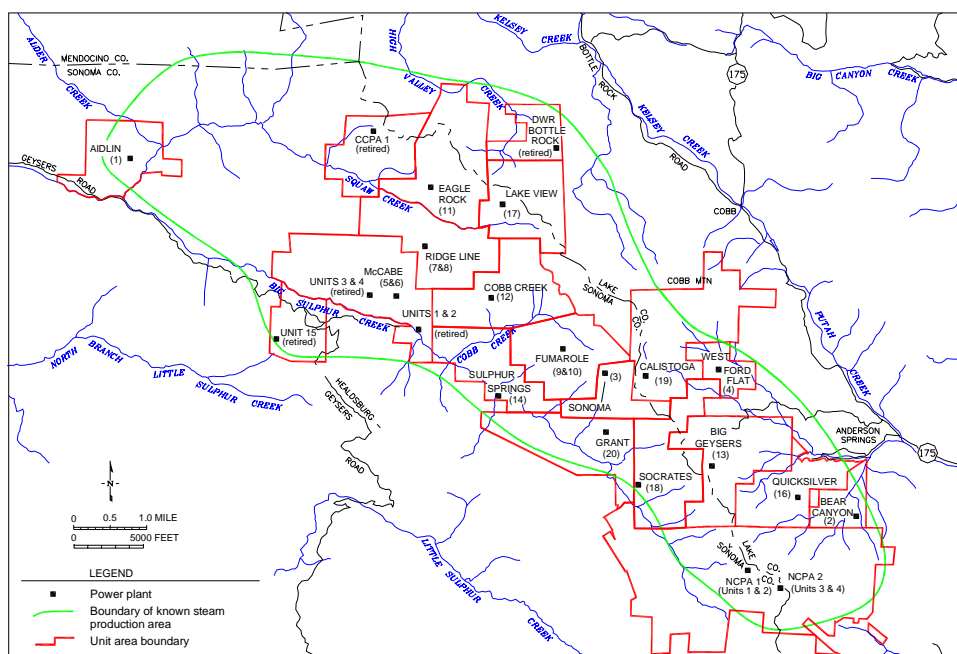 MENDOCINO CO.
SONOMA CO.
ALDER
CREEK
HIGH
VALLEY
CREEK
KELSEY
CREEK
BOTTLE
ROCK
ROAD
KELSEY
CREEK
175
BIG CANYON CREEK
AIDLIN
(1)
GEYSERS
ROAD
CCPA 1
(retired)
DWR
BOTTLE
ROCK
(retired)
SQUAW
CREEK
EAGLE
ROCK
(11)
LAKE VIEW
(17)
COBB
RIDGE LINE
(7&8)
McCABE
(5&6)
UNITS 3 & 4
(retired)
COBB CREEK
(12)
LAKE CO.
SONOMA CO.
COBB MTN
PUTAH
CREEK
BIG SULPHUR CREEK
UNITS 1 & 2
(retired)
UNIT 15
(retired)
COBB CREEK
NORTH BRANCH
LITTLE
SULPHUR CREEK
FUMAROLE
(9&10)
(3)
SONOMA
CALISTOGA
(19)
WEST
FORD
FLAT
(4)
SULPHUR
SPRINGS
(14)
HEALDSBURG
GEYSERS
ROAD
GRANT
(20)
BIG
GEYSERS
(13)
ANDERSON
SPRINGS
175
SOCRATES
(18)
QUICKSILVER
(16)
BEAR
CANYON
(2)
-N-
0 0.5 1.0 MILE
0 5000 FEET
LITTLE SULPHUR
CREEK
LAKE CO.
SONOMA CO.
NCPA 1
(Units 1 & 2)
NCPA 2
(Units 3 & 4)
LEGEND
Power plant
Boundary of known steam
production area
Unit area boundary